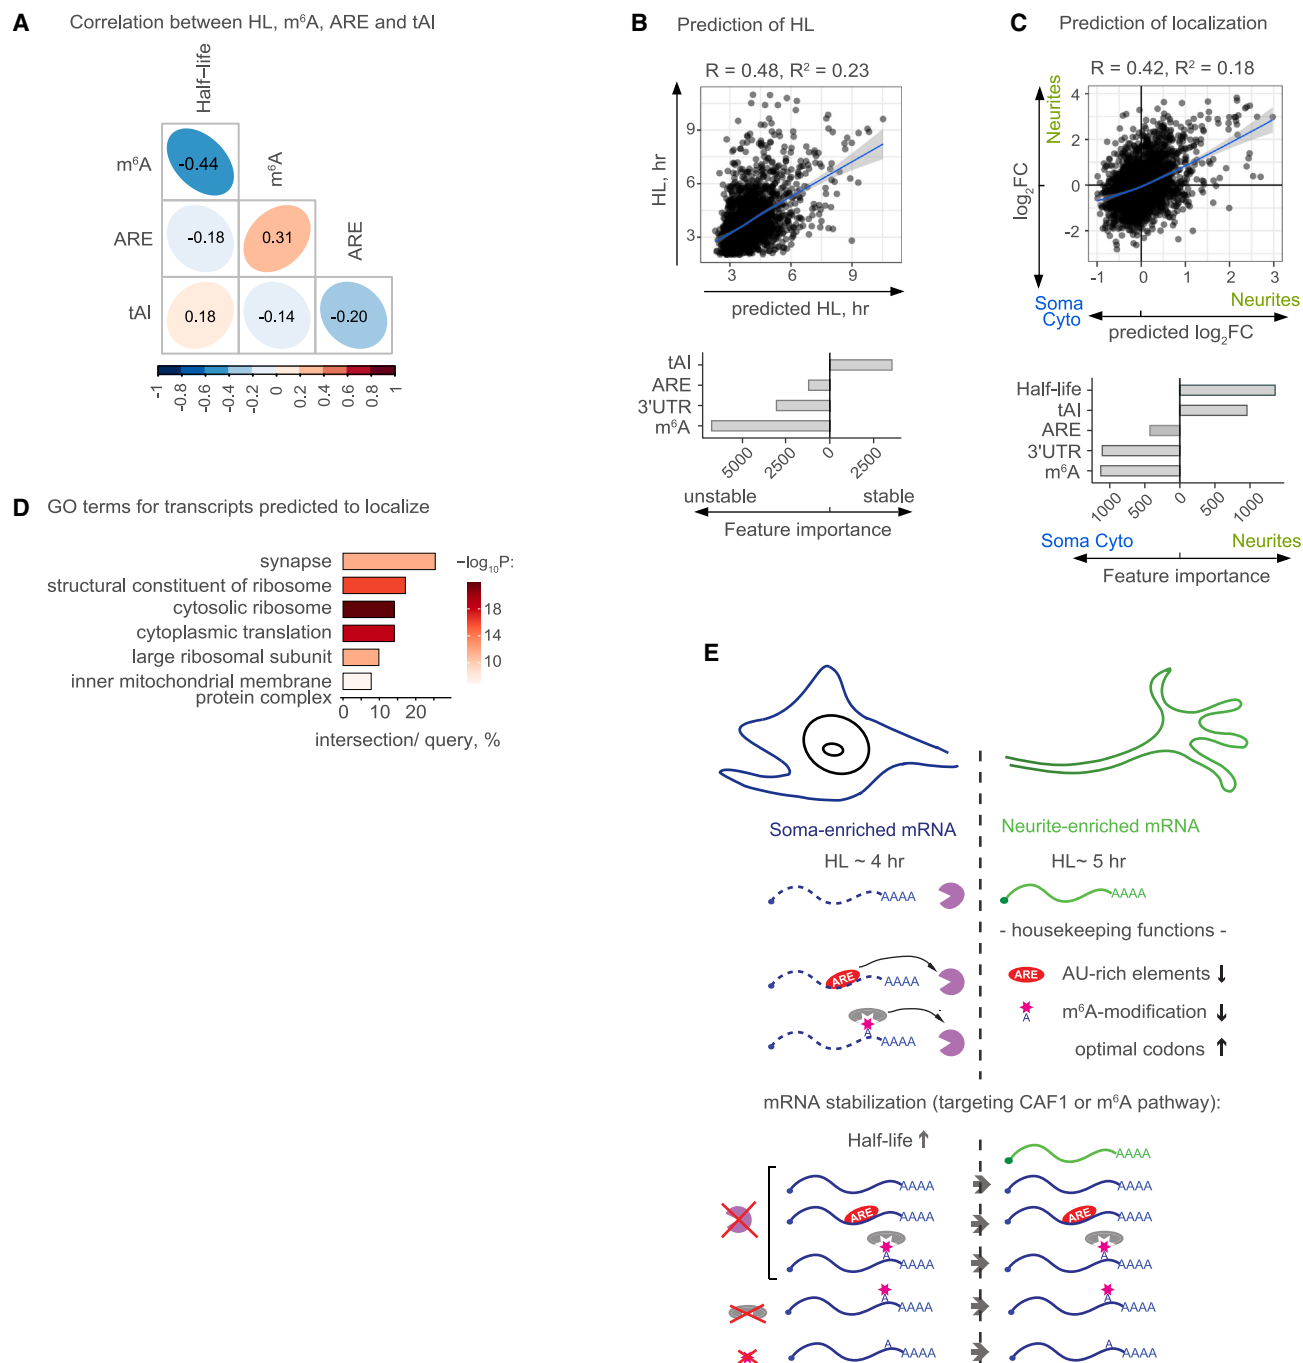 A Correlation between HL, m⁶A, ARE and tAI
Half-life
m⁶A
-0.44
m⁶A
ARE
-0.18
0.31
ARE
tAI
0.18
-0.14
-0.20
-1
-0.8
-0.6
-0.4
-0.2
0
0.2
0.4
0.6
0.8
1
B Prediction of HL
R = 0.48, R² = 0.23
HL, hr
9
6
3
3 6 9
predicted HL, hr
tAI
ARE
3'UTR
m⁶A
5000 2500 0 2500
unstable stable
Feature importance
C Prediction of localization
R = 0.42, R² = 0.18
Neurites
log₂FC
4
2
0
-2
-1 0 1 2 3
Soma Neurites
Cyto
predicted log₂FC
Half-life
tAI
ARE
3'UTR
m⁶A
1000 500 0 500 1000
Soma Cyto Neurites
Feature importance
D GO terms for transcripts predicted to localize
synapse
structural constituent of ribosome
cytosolic ribosome
cytoplasmic translation
large ribosomal subunit
inner mitochondrial membrane
protein complex
0 10 20
intersection/ query, %
−log₁₀P:
18
14
10
E
Soma-enriched mRNA
Neurite-enriched mRNA
HL ~ 4 hr
HL~ 5 hr
AAAA
AAAA
- housekeeping functions -
ARE
AAAA
ARE
AU-rich elements ↓
A
AAAA
A
m⁶A-modification ↓
optimal codons ↑
mRNA stabilization (targeting CAF1 or m⁶A pathway):
Half-life ↑
AAAA
AAAA
AAAA
ARE
AAAA
ARE
AAAA
A
AAAA
A
AAAA
A
AAAA
A
AAAA
A
AAAA
A
AAAA